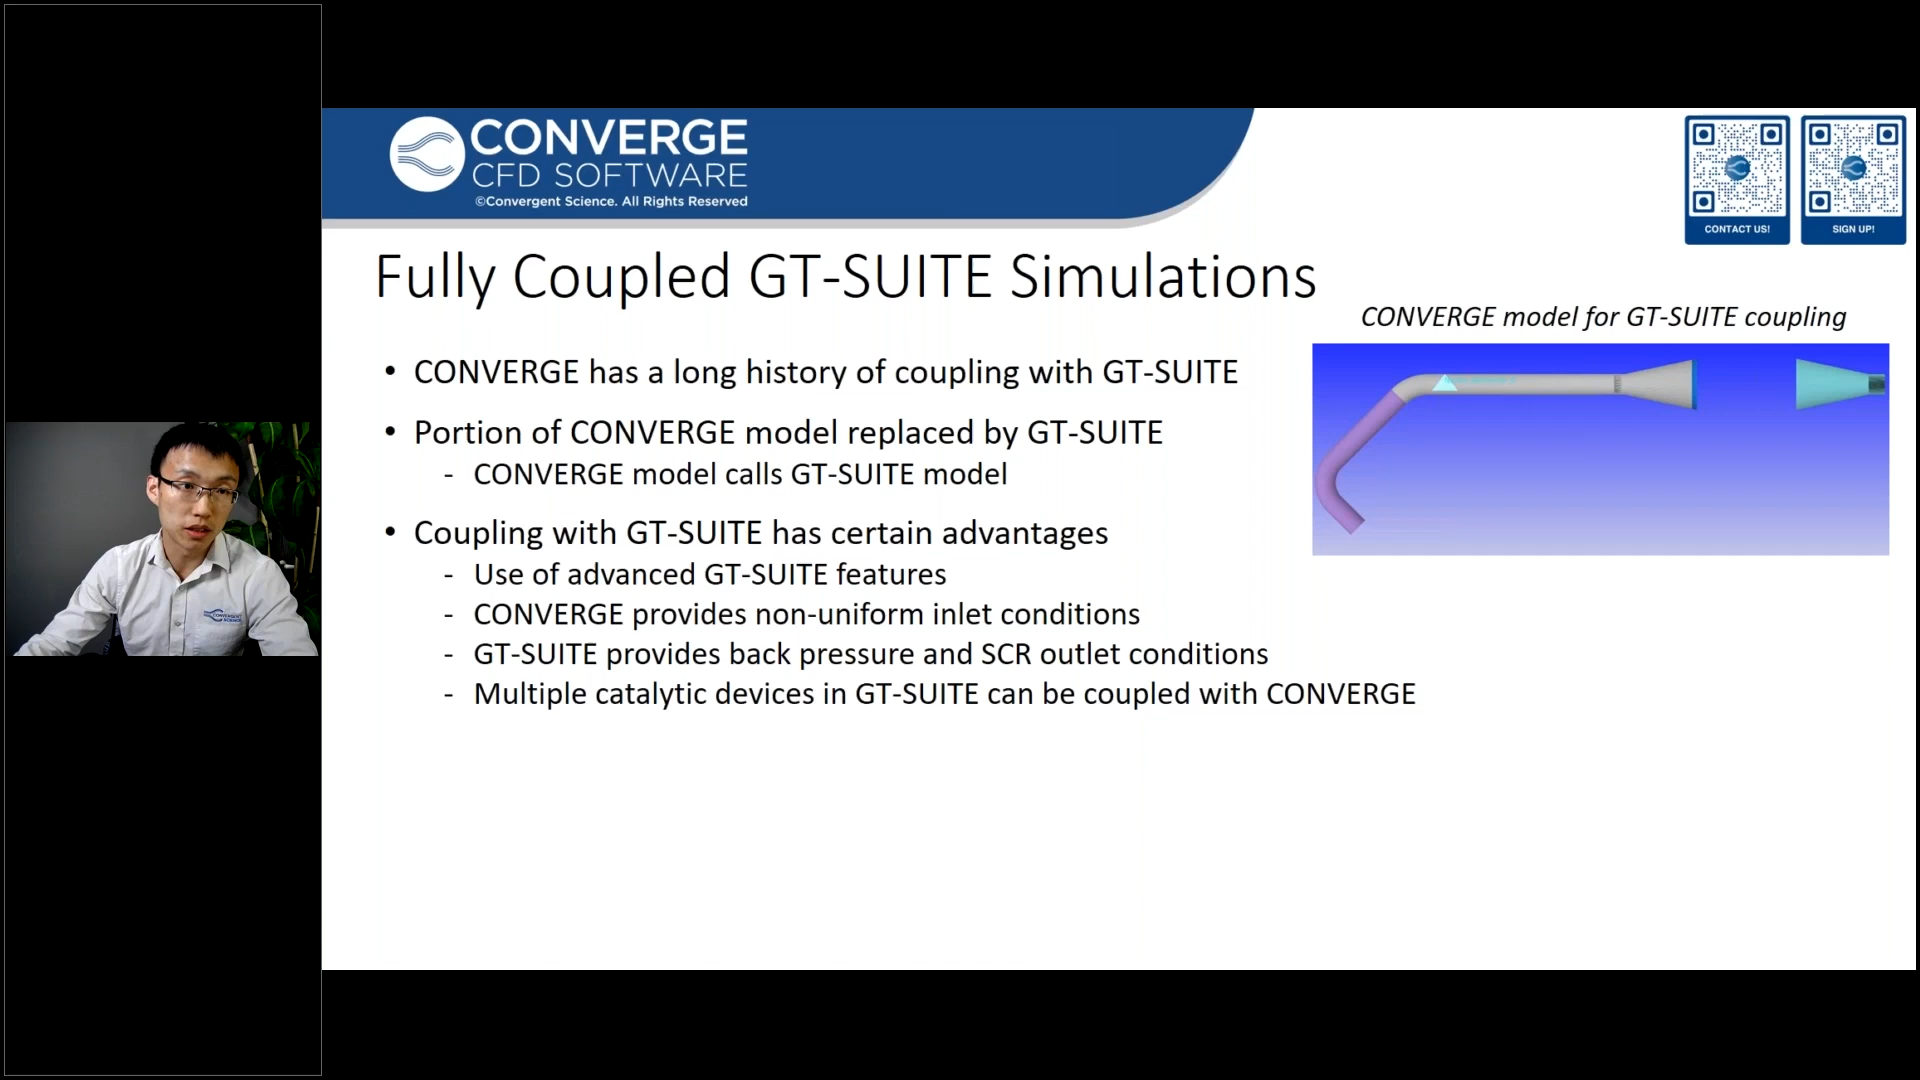 CONVERGE
CFD SOFTWARE
©Convergent Science. All Rights Reserved
CONTACT US!
SIGN UP!
Fully Coupled GT-SUITE Simulations
CONVERGE model for GT-SUITE coupling
• CONVERGE has a long history of coupling with GT-SUITE
• Portion of CONVERGE model replaced by GT-SUITE
- CONVERGE model calls GT-SUITE model
• Coupling with GT-SUITE has certain advantages
- Use of advanced GT-SUITE features
- CONVERGE provides non-uniform inlet conditions
- GT-SUITE provides back pressure and SCR outlet conditions
- Multiple catalytic devices in GT-SUITE can be coupled with CONVERGE
CONVERGENT
SCIENCE